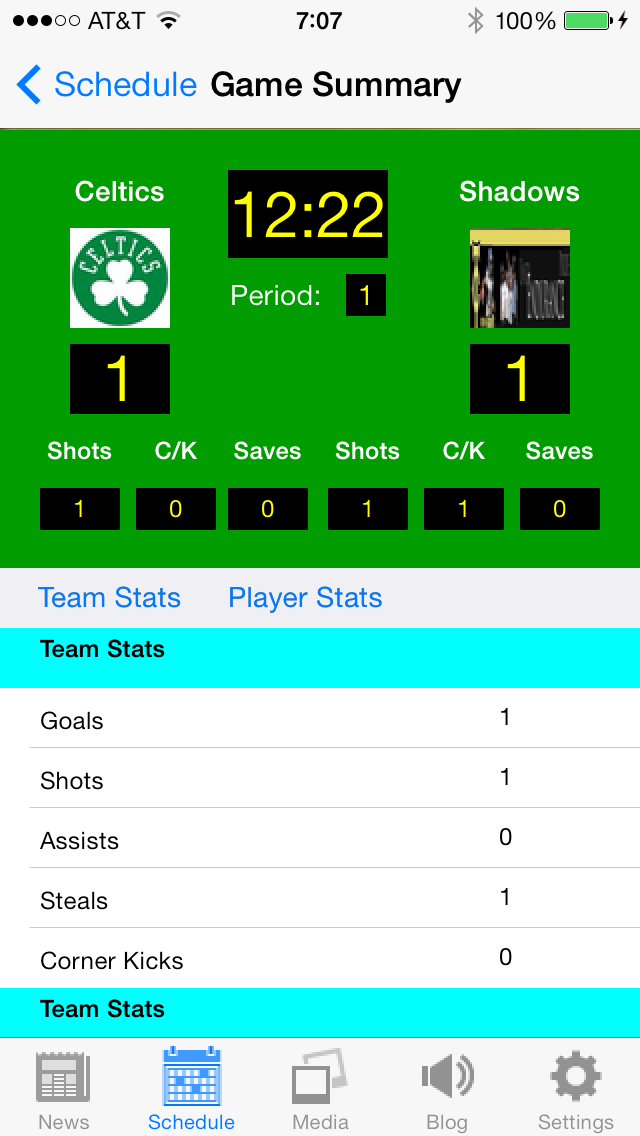 AT&T 7:07 100%
Schedule Game Summary
Celtics 12:22 Shadows
CELTICS
Period: 1
1 1
Shots C/K Saves Shots C/K Saves
1 0 0 1 1 0
Team Stats Player Stats
Team Stats
Goals 1
Shots 1
Assists 0
Steals 1
Corner Kicks 0
Team Stats
News Schedule Media Blog Settings